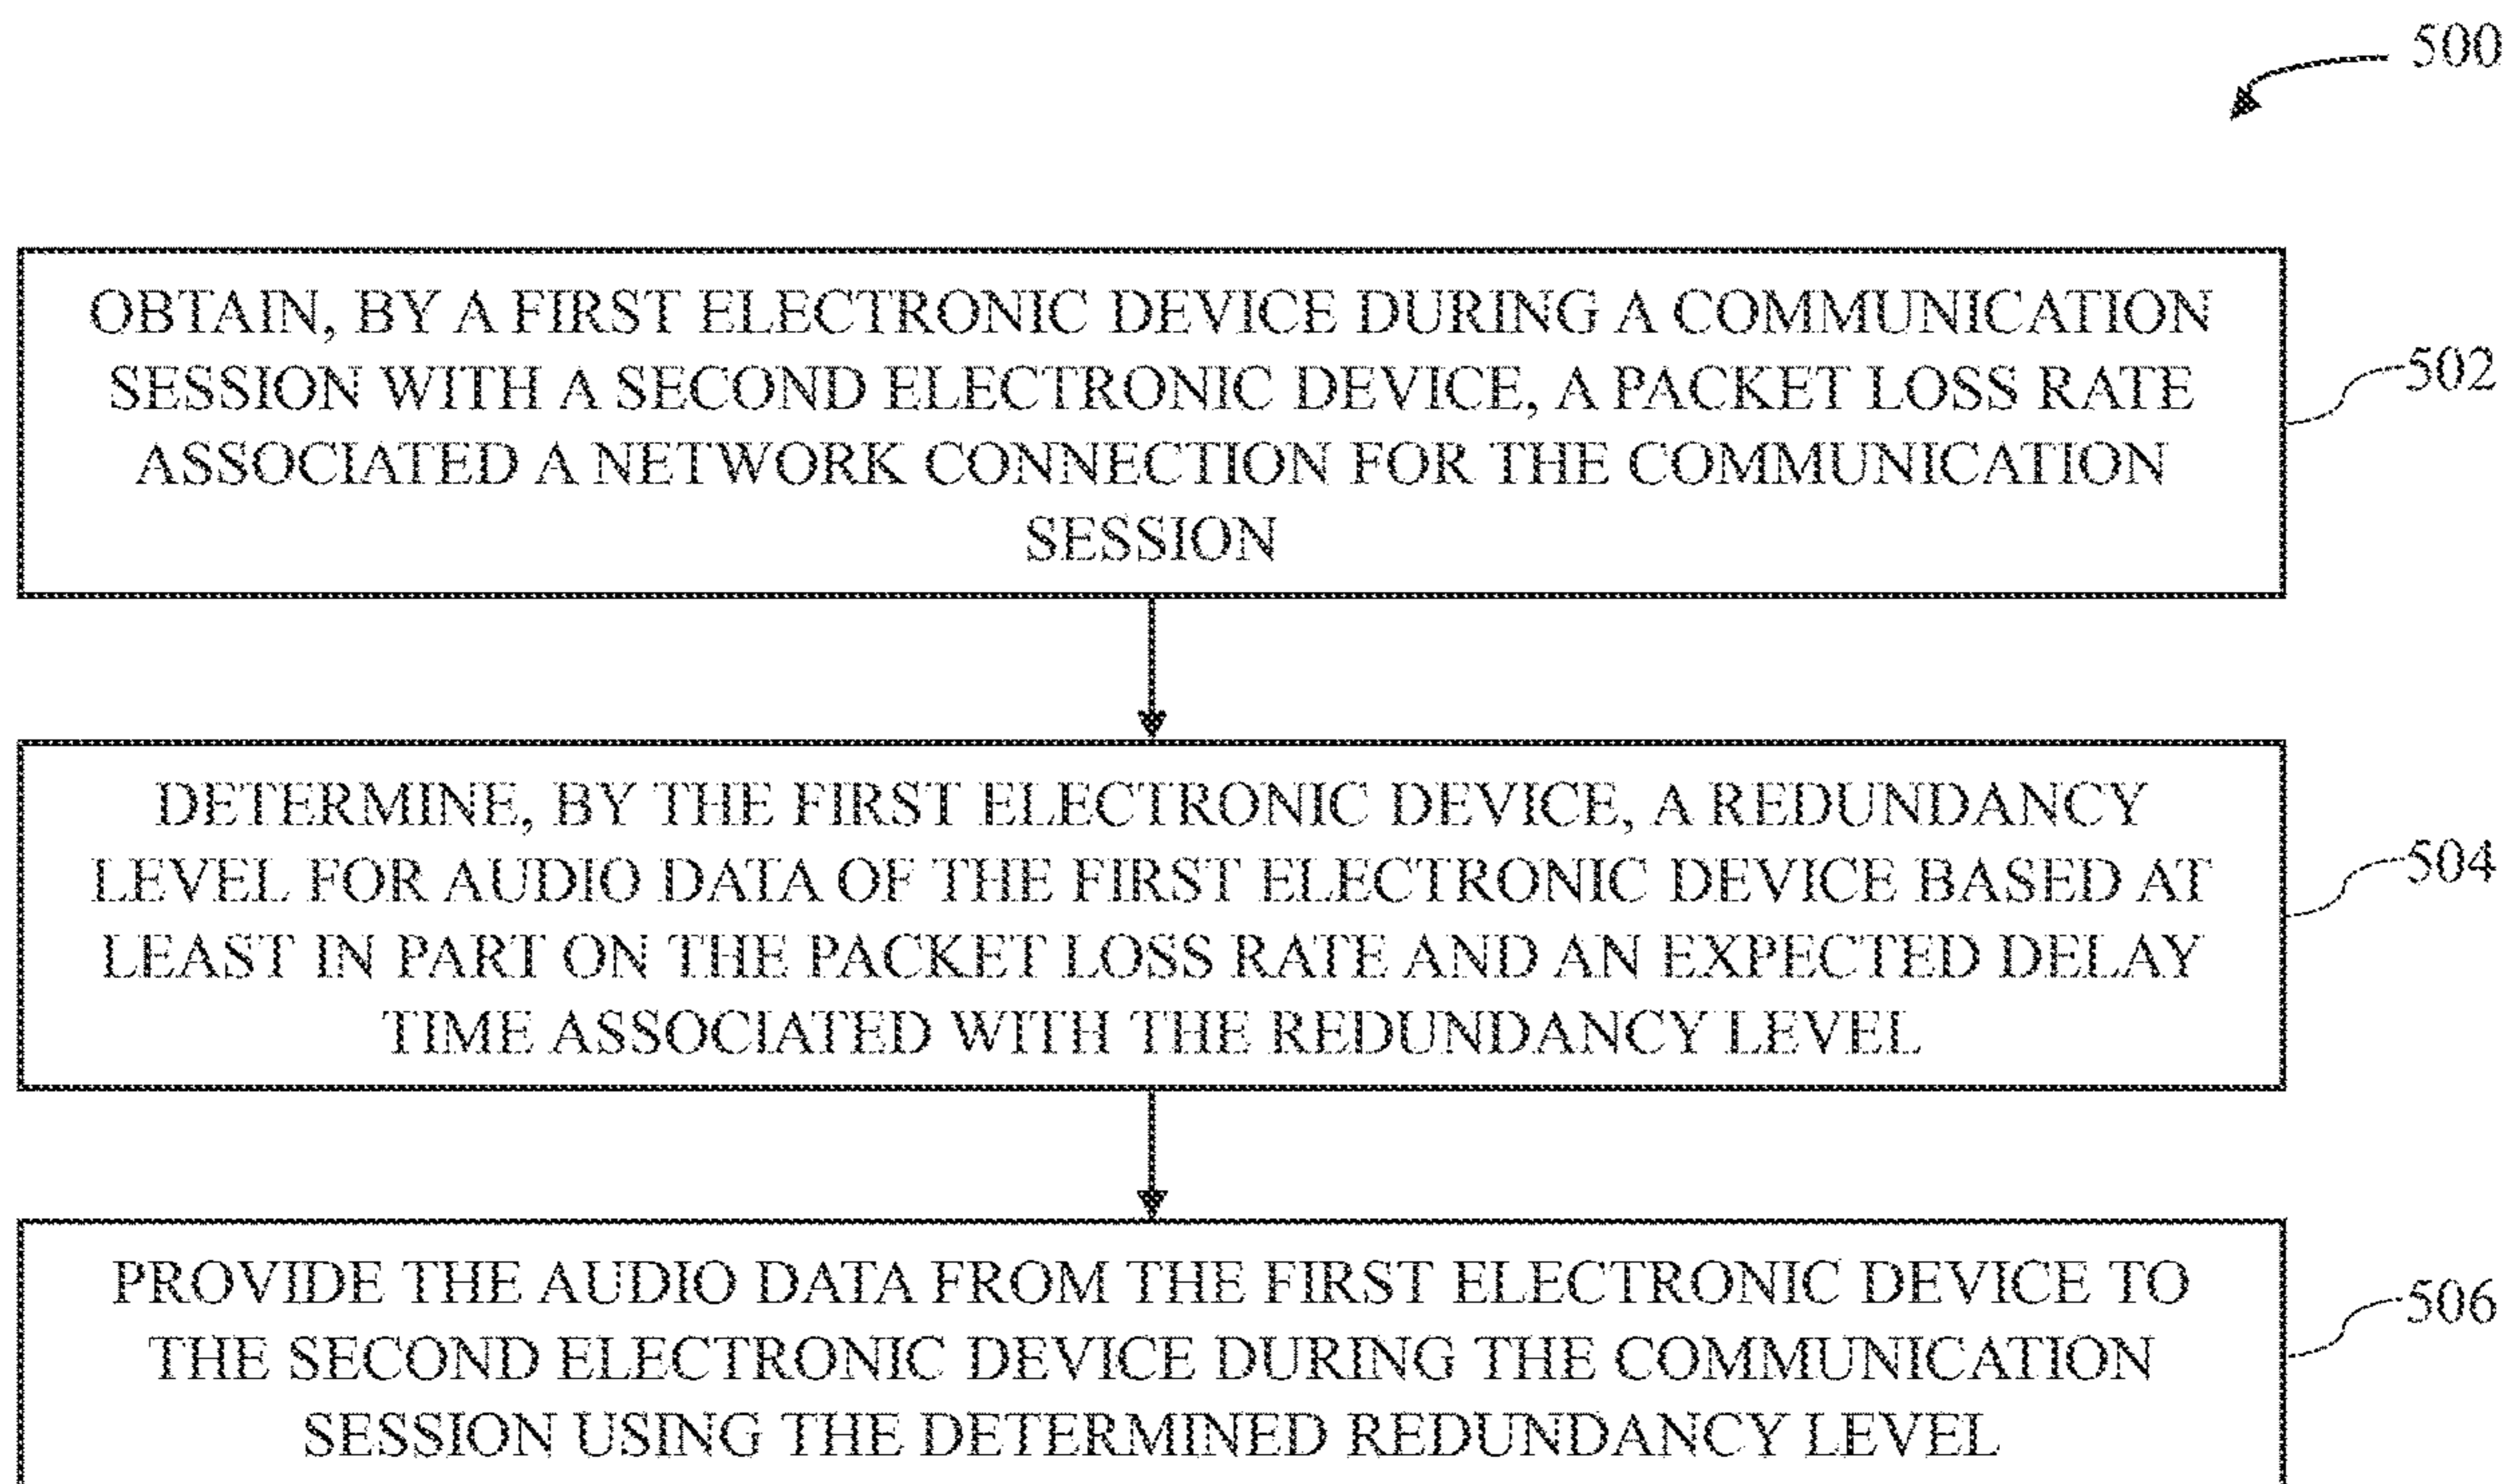 500
OBTAIN, BY A FIRST ELECTRONIC DEVICE DURING A COMMUNICATION
SESSION WITH A SECOND ELECTRONIC DEVICE, A PACKET LOSS RATE
ASSOCIATED A NETWORK CONNECTION FOR THE COMMUNICATION
SESSION
502
DETERMINE, BY THE FIRST ELECTRONIC DEVICE, A REDUNDANCY
LEVEL FOR AUDIO DATA OF THE FIRST ELECTRONIC DEVICE BASED AT
LEAST IN PART ON THE PACKET LOSS RATE AND AN EXPECTED DELAY
TIME ASSOCIATED WITH THE REDUNDANCY LEVEL
504
PROVIDE THE AUDIO DATA FROM THE FIRST ELECTRONIC DEVICE TO
THE SECOND ELECTRONIC DEVICE DURING THE COMMUNICATION
SESSION USING THE DETERMINED REDUNDANCY LEVEL
506